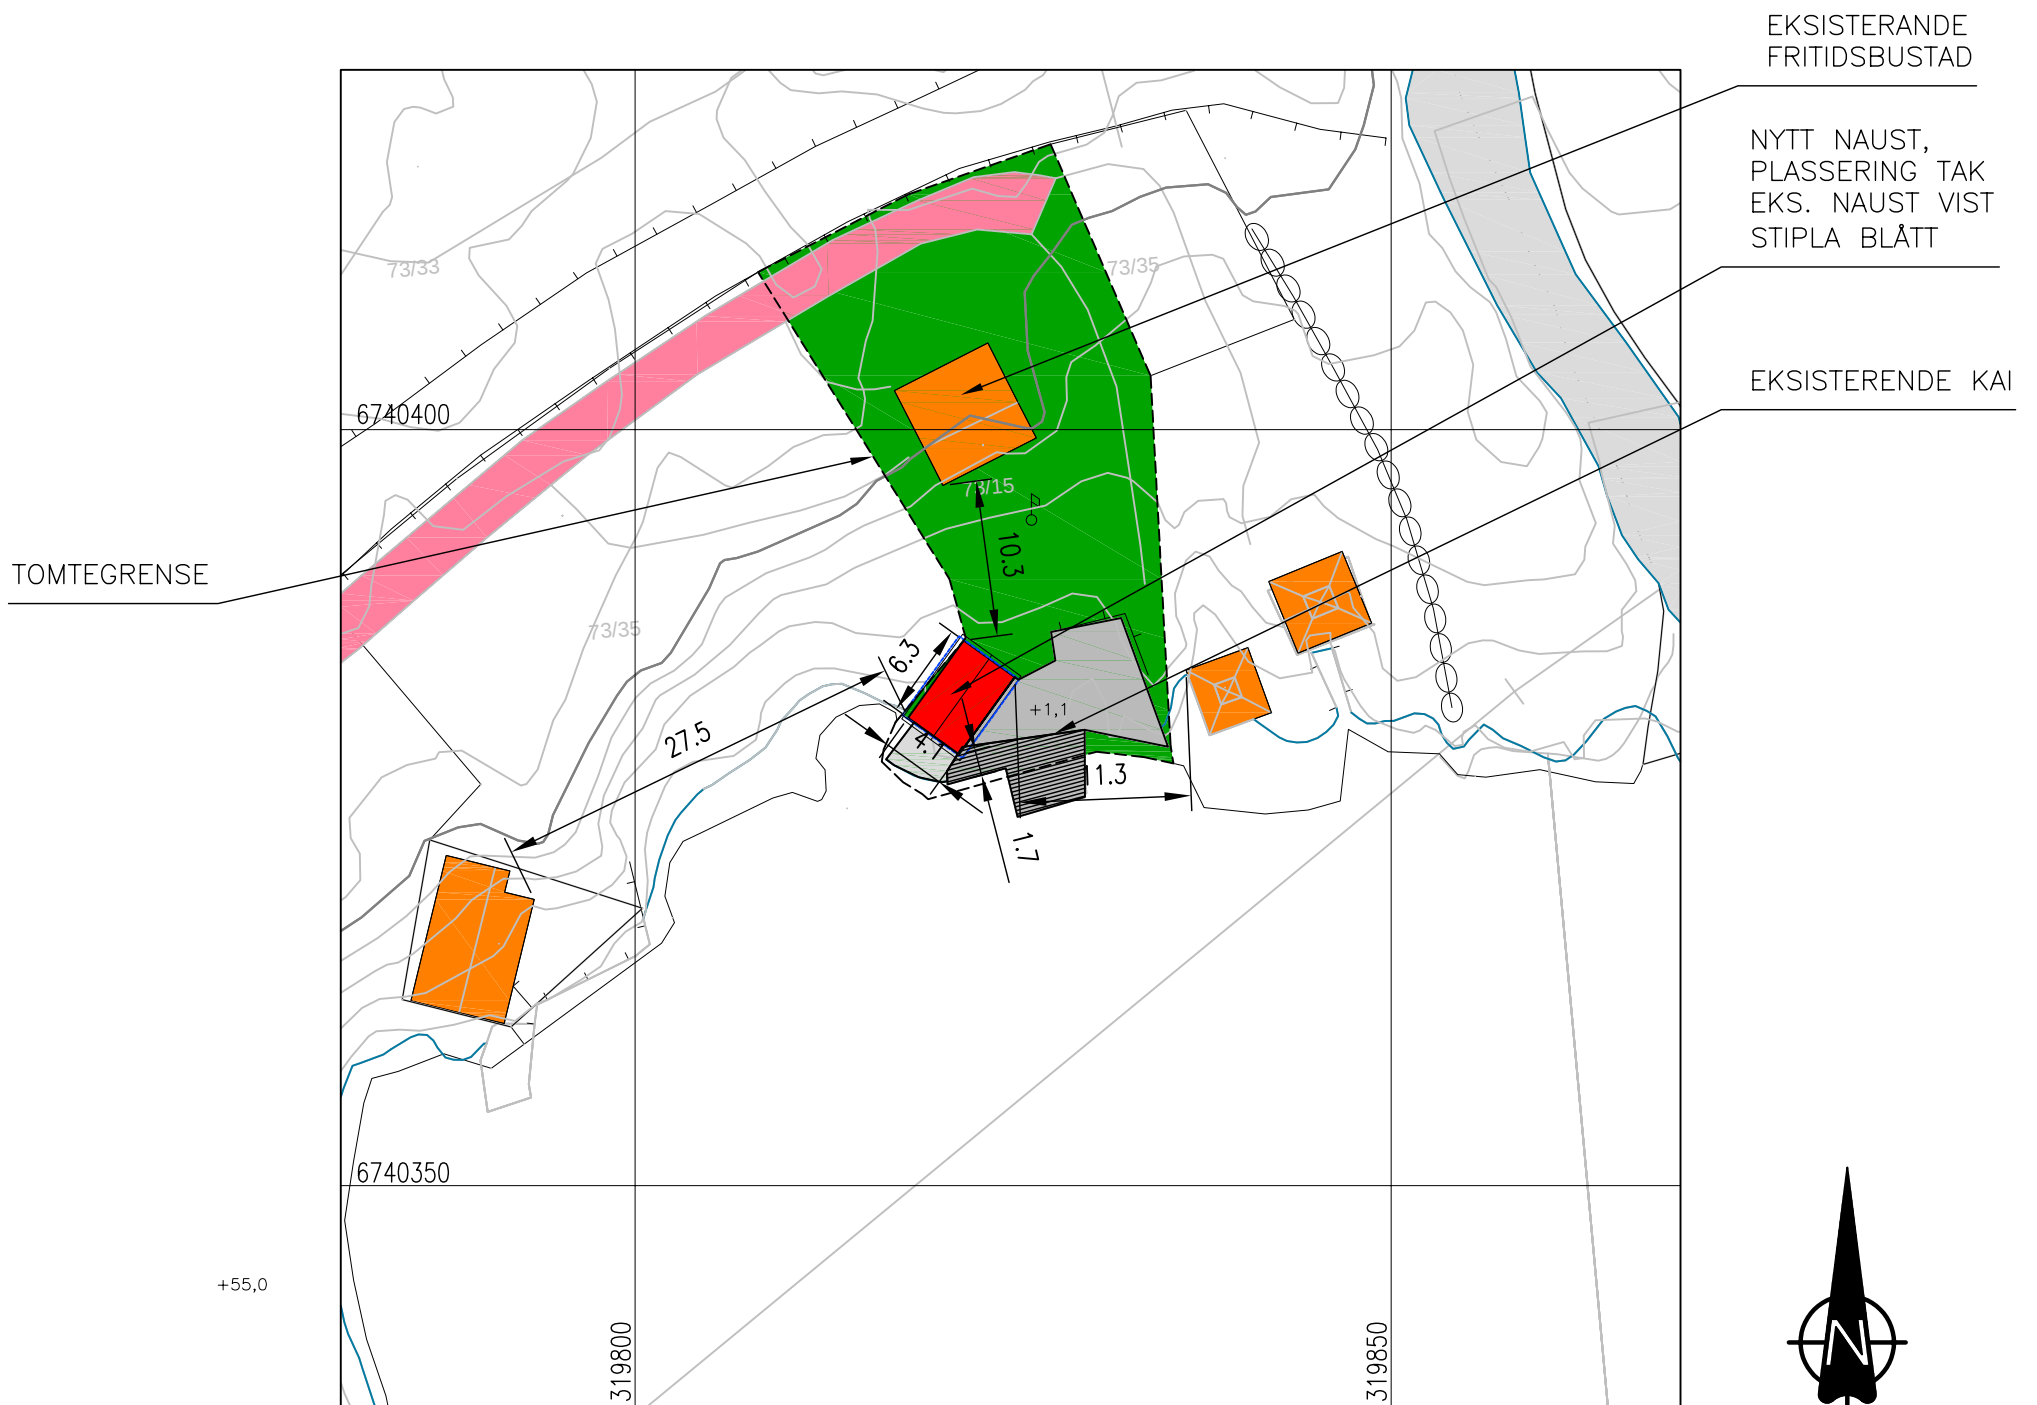 EKSISTERANDE
FRITIDSBUSTAD
NYTT NAUST,
PLASSERING TAK
EKS. NAUST VIST
STIPLA BLÅTT
EKSISTERENDE KAI
TOMTEGRENSE
73/33
73/35
6740400
73/15
10.3
73/35
6.3
27.5
+1,1
1.3
1.7
6740350
+55,0
319800
319850
N